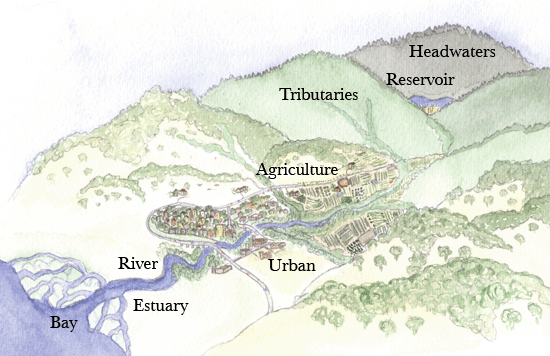 Headwaters
Reservoir
Tributaries
Agriculture
River
Urban
Estuary
Bay